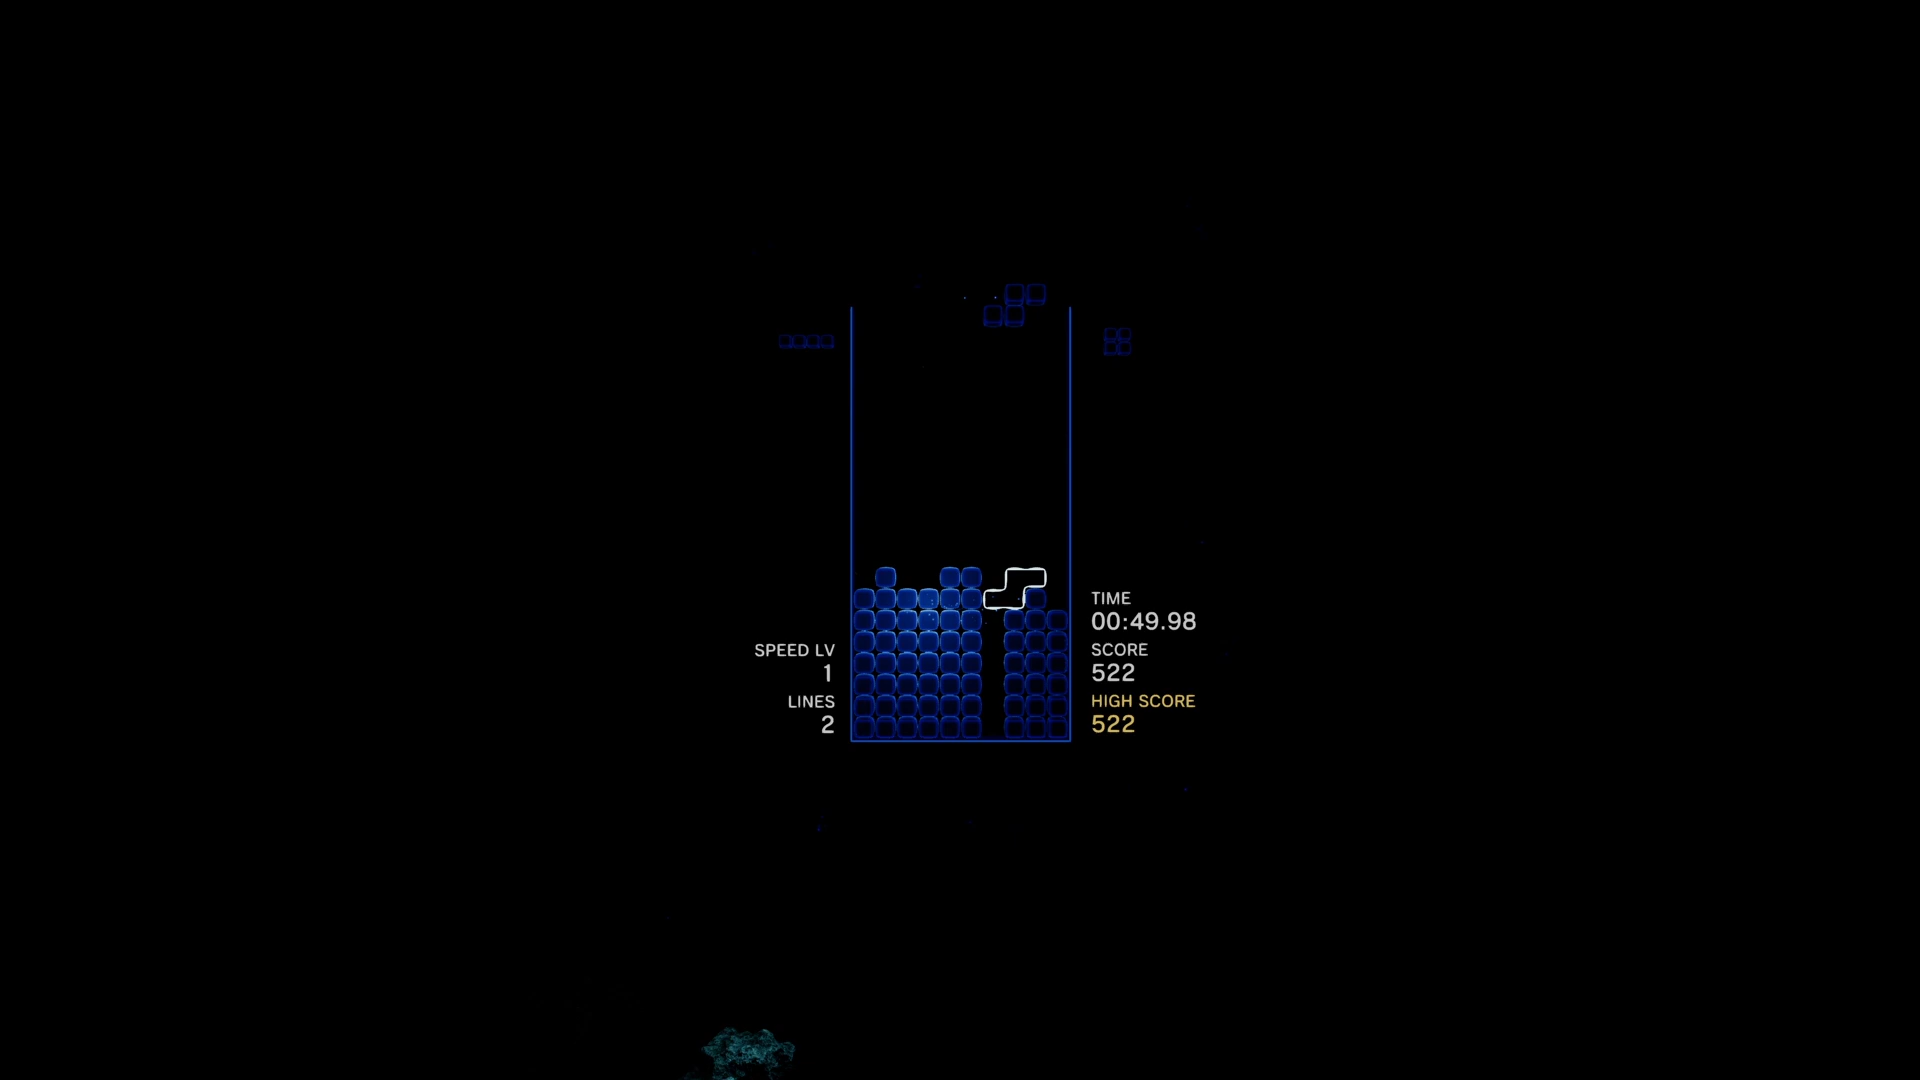 SPEED LV
1
LINES
2
TIME
00:49.98
SCORE
522
HIGH SCORE
522